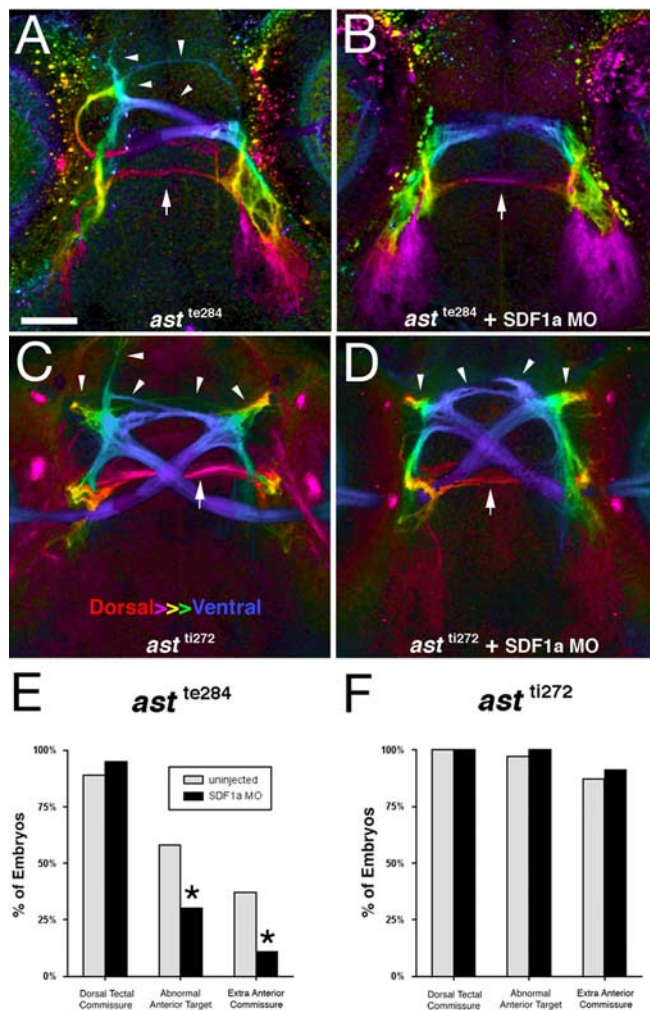 A
B
ast te284
ast te284 + SDF1a MO
C
D
Dorsal>>>>Ventral
ast ti272
ast ti272 + SDF1a MO
E
ast te284
F
ast ti272
uninjected
SDF1a MO
% of Embryos
100%
75%
50%
25%
0%
*
*
Dorsal Tectal
Commissure
Abnormal
Anterior Target
Extra Anterior
Commissure
% of Embryos
100%
75%
50%
25%
0%
Dorsal Tectal
Commissure
Abnormal
Anterior Target
Extra Anterior
Commissure